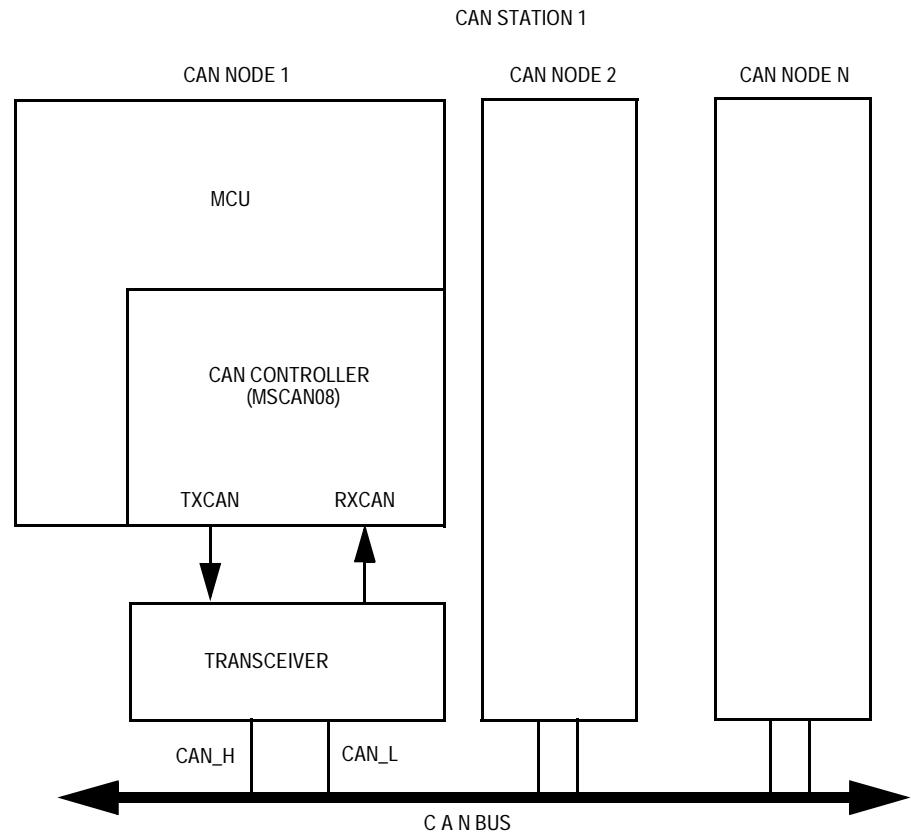 CAN STATION 1
CAN NODE 1
CAN NODE 2
CAN NODE N
MCU
CAN CONTROLLER
(MSCAN08)
TXCAN
RXCAN
TRANSCEIVER
CAN_H
CAN_L
C A N BUS